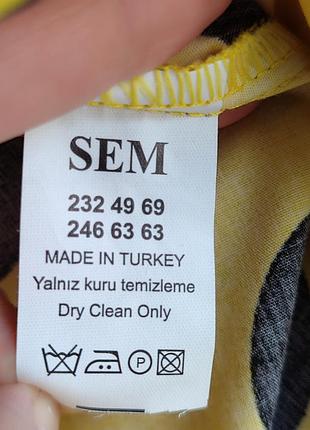 SEM
232 49 69
246 63 63
MADE IN TURKEY
Yalnız kuru temizleme
Dry Clean Only
P